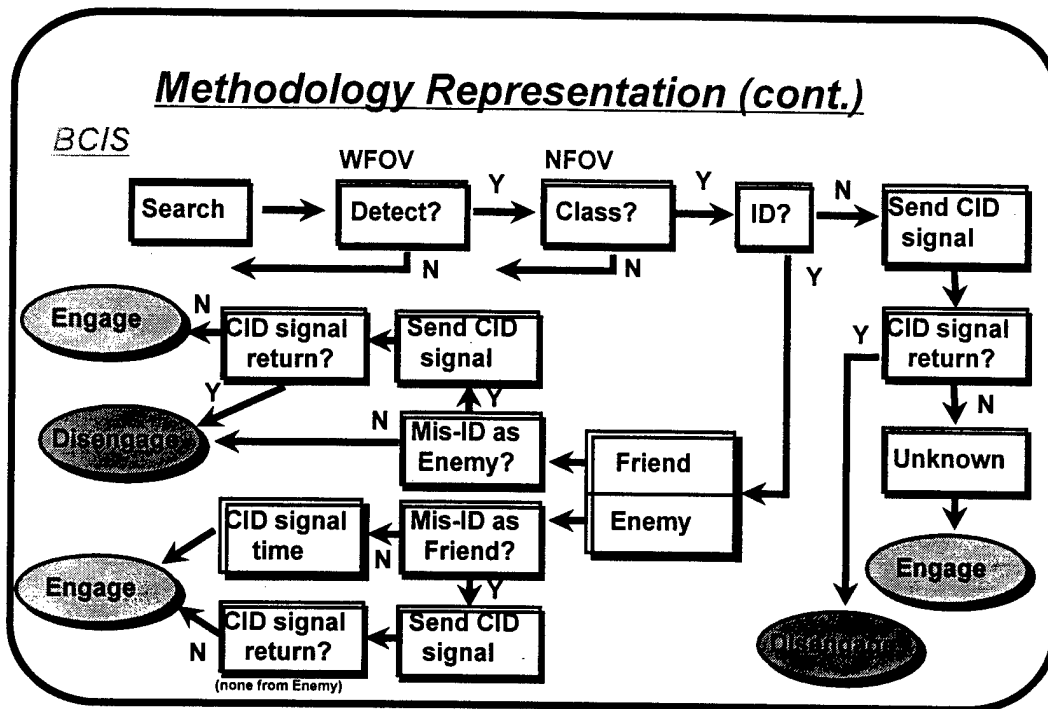 Methodology Representation (cont.)
BCIS
WFOV
NFOV
Search
Detect?
Y
Class?
Y
ID?
N
Send CID
signal
N
N
Y
Engage
N
CID signal
return?
Send CID
signal
Y
CID signal
return?
Y
Y
N
Disengage
N
Mis-ID as
Enemy?
Friend
Enemy
Unknown
CID signal
time
N
Mis-ID as
Friend?
Engage
Y
Engage
N
CID signal
return?
(none from Enemy)
Send CID
signal
Disengage